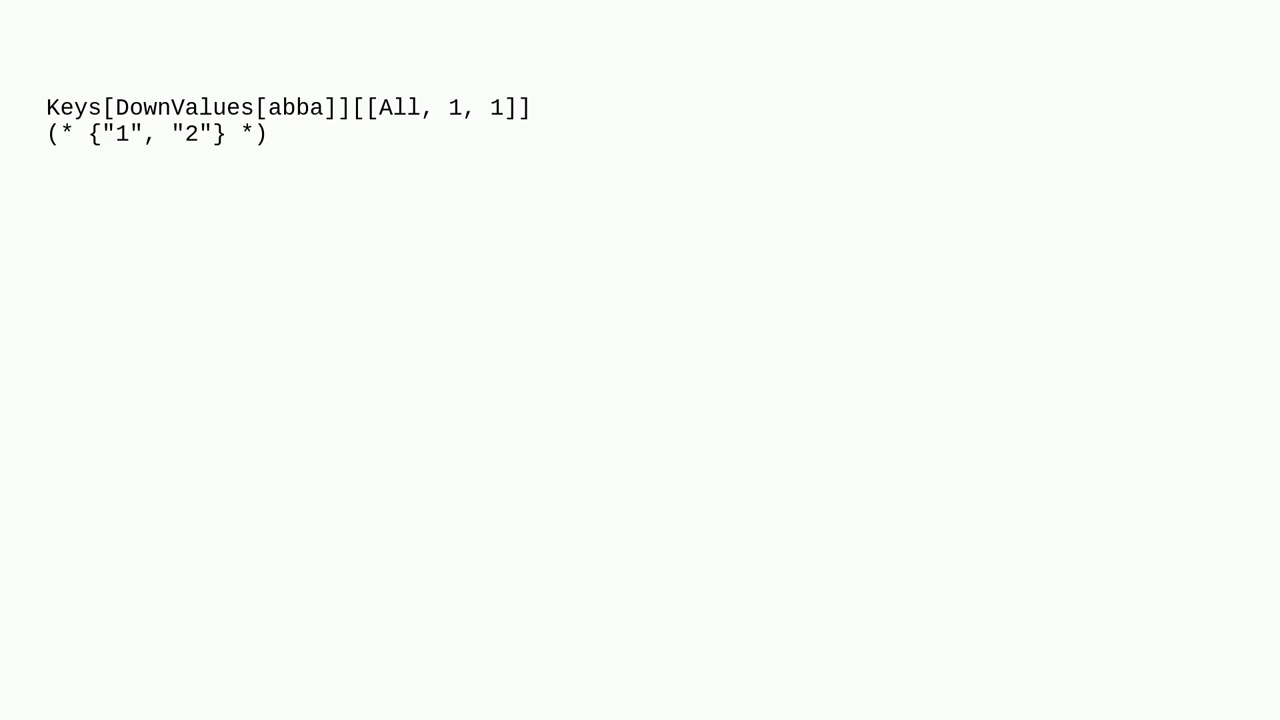 Keys[DownValues[abba]][[All, 1, 1]]
(* {"1", "2"} *)